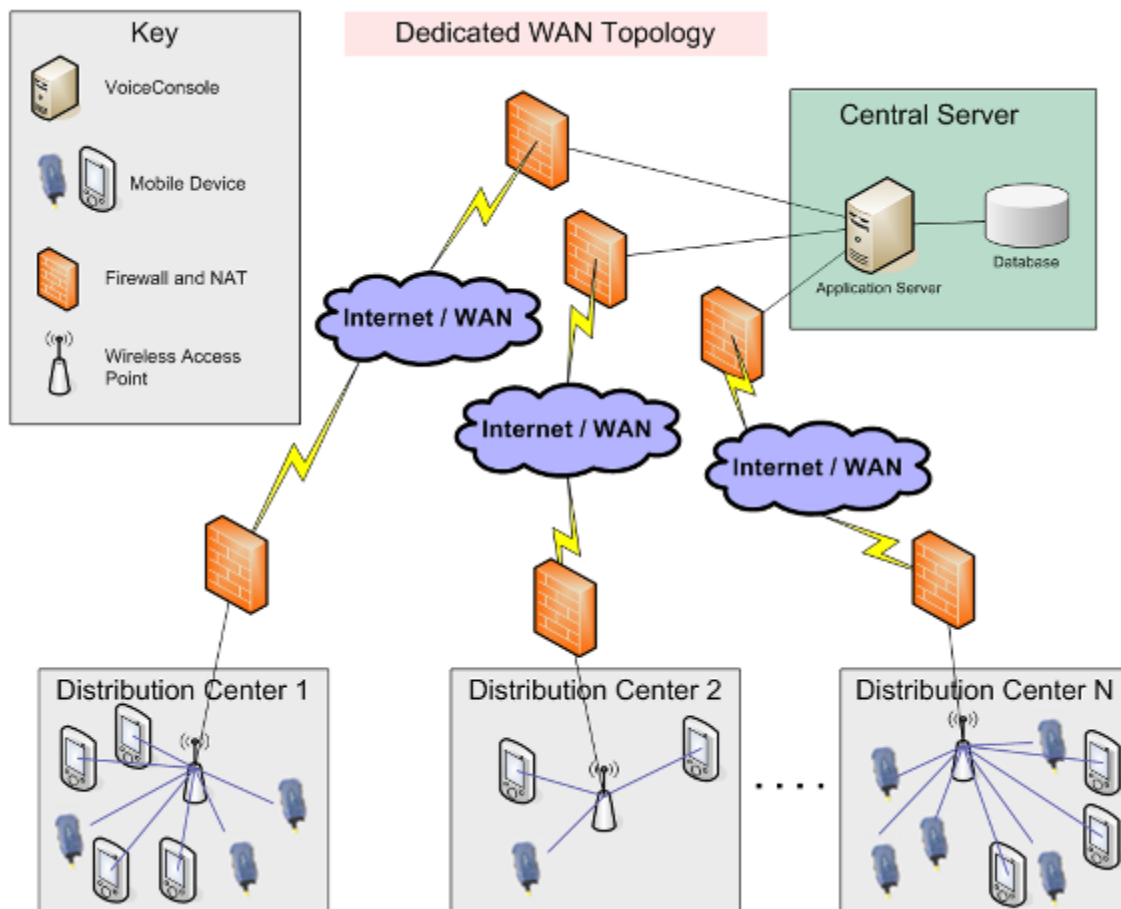 Key
VoiceConsole
Mobile Device
Firewall and NAT
Wireless Access
Point
Dedicated WAN Topology
Central Server
Application Server
Database
Internet / WAN
Internet / WAN
Internet / WAN
Distribution Center 1
Distribution Center 2
. . . .
Distribution Center N